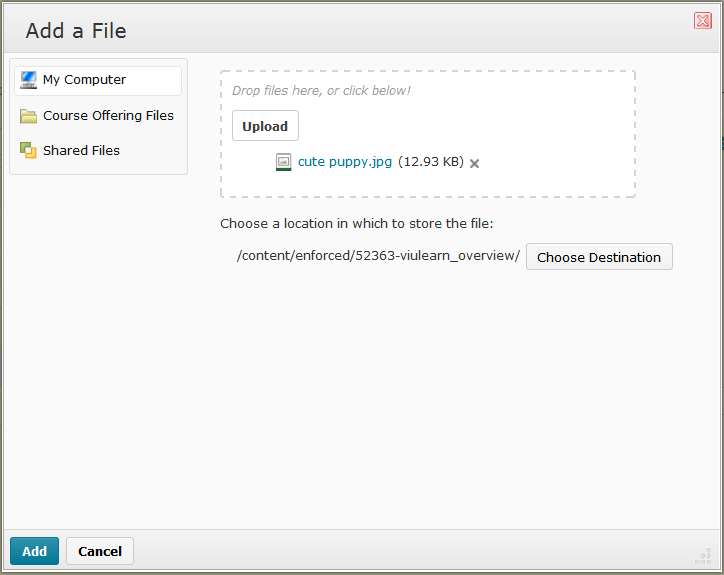 Add a File
My Computer
Course Offering Files
Shared Files
Drop files here, or click below!
Upload
cute puppy.jpg (12.93 KB)
Choose a location in which to store the file:
/content/enforced/52363-viulearn_overview/ Choose Destination
Add Cancel